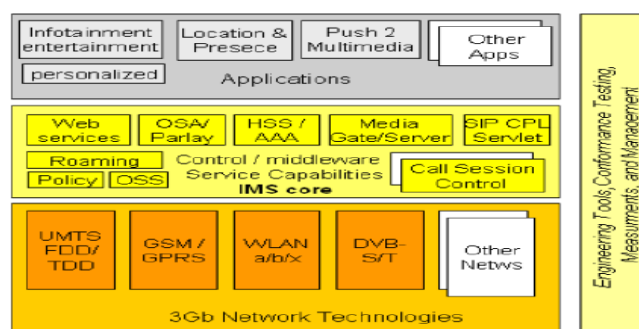 Infotainment
entertainment
Location &
Presece
Push 2
Multimedia
Other
Apps
personalized
Applications
Web
services
OSA/
Parlay
HSS /
AAA
Media
Gate/Server
SIP CPL
Servlet
Roaming
Control / middleware
Call Session
Control
Policy
OSS
Service Capabilities
IMS core
UMTS
FDD/
TDD
GSM /
GPRS
WLAN
a/b/x
DVB-
S/T
Other
Netws
3Gb Network Technologies
Engineering Tools,Conformance Testing,
Measurments, and Management